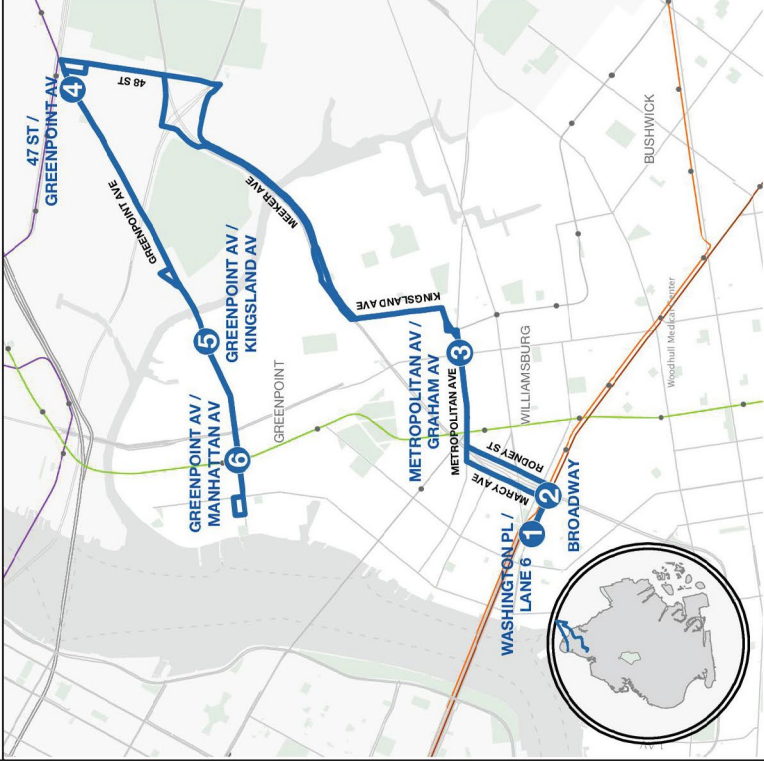 47 ST /
GREENPOINT AV
4
48 ST
GREENPOINT AVE
MEEKER AVE
BUSHWICK
5
GREENPOINT AV /
KINGSLAND AV
KINGSLAND AVE
Woodhull Medical Center
GREENPOINT
METROPOLITAN AV /
GRAHAM AV
3
METROPOLITAN AVE
WILLIAMSBURG
GREENPOINT AV /
MANHATTAN AV
6
RODNEY ST
MARCY AVE
2
BROADWAY
WASHINGTON PL /
LANE 6
1